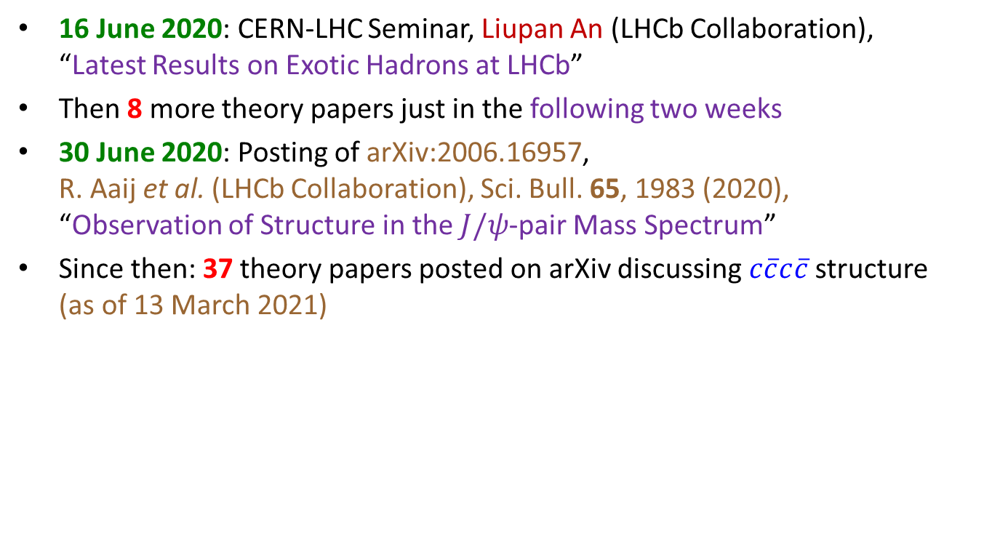 • 16 June 2020: CERN-LHC Seminar, Liupan An (LHCb Collaboration),
“Latest Results on Exotic Hadrons at LHCb”
• Then 8 more theory papers just in the following two weeks
• 30 June 2020: Posting of arXiv:2006.16957,
R. Aaij et al. (LHCb Collaboration), Sci. Bull. 65, 1983 (2020),
“Observation of Structure in the J/ψ-pair Mass Spectrum”
• Since then: 37 theory papers posted on arXiv discussing cc̄cc̄ structure
(as of 13 March 2021)